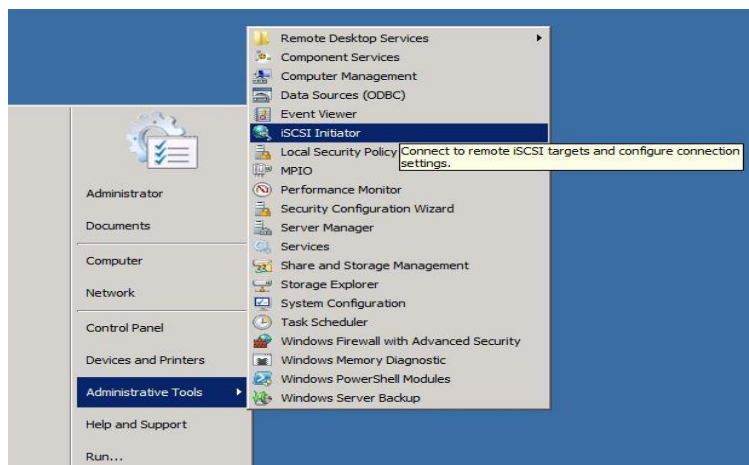 Remote Desktop Services
Component Services
Computer Management
Data Sources (ODBC)
Event Viewer
iSCSI Initiator
Local Security Policy
Connect to remote iSCSI targets and configure connection
settings.
MPIO
Performance Monitor
Security Configuration Wizard
Server Manager
Services
Share and Storage Management
Storage Explorer
System Configuration
Task Scheduler
Windows Firewall with Advanced Security
Windows Memory Diagnostic
Windows PowerShell Modules
Windows Server Backup
Administrator
Documents
Computer
Network
Control Panel
Devices and Printers
Administrative Tools
Help and Support
Run...